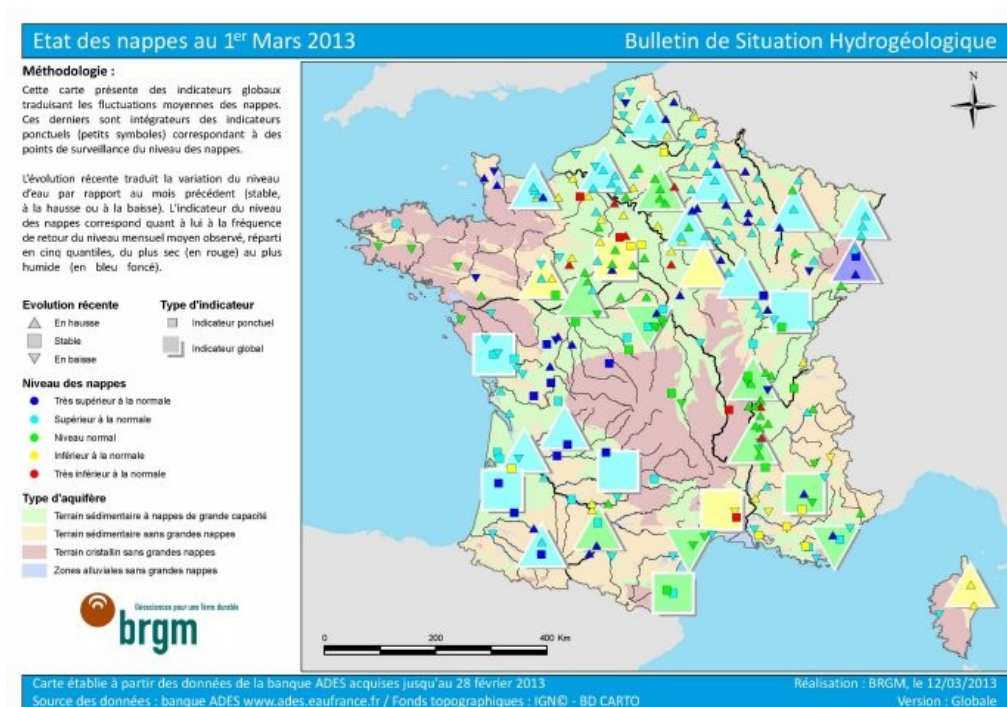 Etat des nappes au 1er Mars 2013
Bulletin de Situation Hydrogéologique
Méthodologie :
Cette carte présente des indicateurs globaux
traduisant les fluctuations moyennes des nappes.
Ces derniers sont intégrateurs des indicateurs
ponctuels (petits symboles) correspondant à des
points de surveillance du niveau des nappes.
L'évolution récente traduit la variation du niveau
d'eau par rapport au mois précédent (stable,
à la hausse ou à la baisse). L'indicateur du niveau
des nappes correspond quant à lui à la fréquence
de retour du niveau mensuel moyen observé, réparti
en cinq quantiles, du plus sec (en rouge) au plus
humide (en bleu foncé).
Evolution récente
En hausse
Stable
En baisse
Type d'indicateur
Indicateur ponctuel
Indicateur global
Niveau des nappes
Très supérieur à la normale
Supérieur à la normale
Niveau normal
Inférieur à la normale
Très inférieur à la normale
Type d'aquifère
Terrain sédimentaire à nappes de grande capacité
Terrain sédimentaire sans grandes nappes
Terrain cristallin sans grandes nappes
Zones alluviales sans grandes nappes
Géosciences pour une Terre durable
brgm
N
0 200 400 Km
Carte établie à partir des données de la banque ADES acquises jusqu'au 28 février 2013
Réalisation : BRGM, le 12/03/2013
Source des données : banque ADES www.ades.eaufrance.fr / Fonds topographiques : IGN© - BD CARTO
Version : Globale